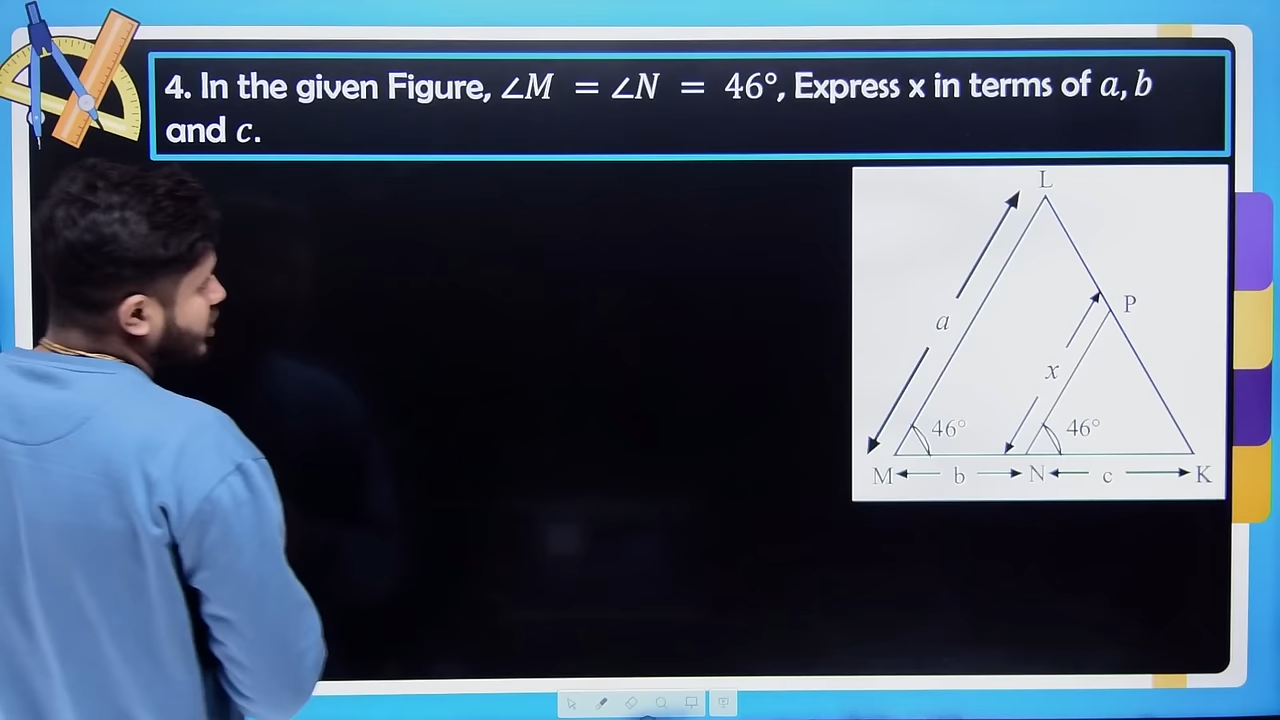 4. In the given Figure, ∠M = ∠N = 46°, Express x in terms of a, b
and c.
L
P
a
x
46° 46°
M b N c K